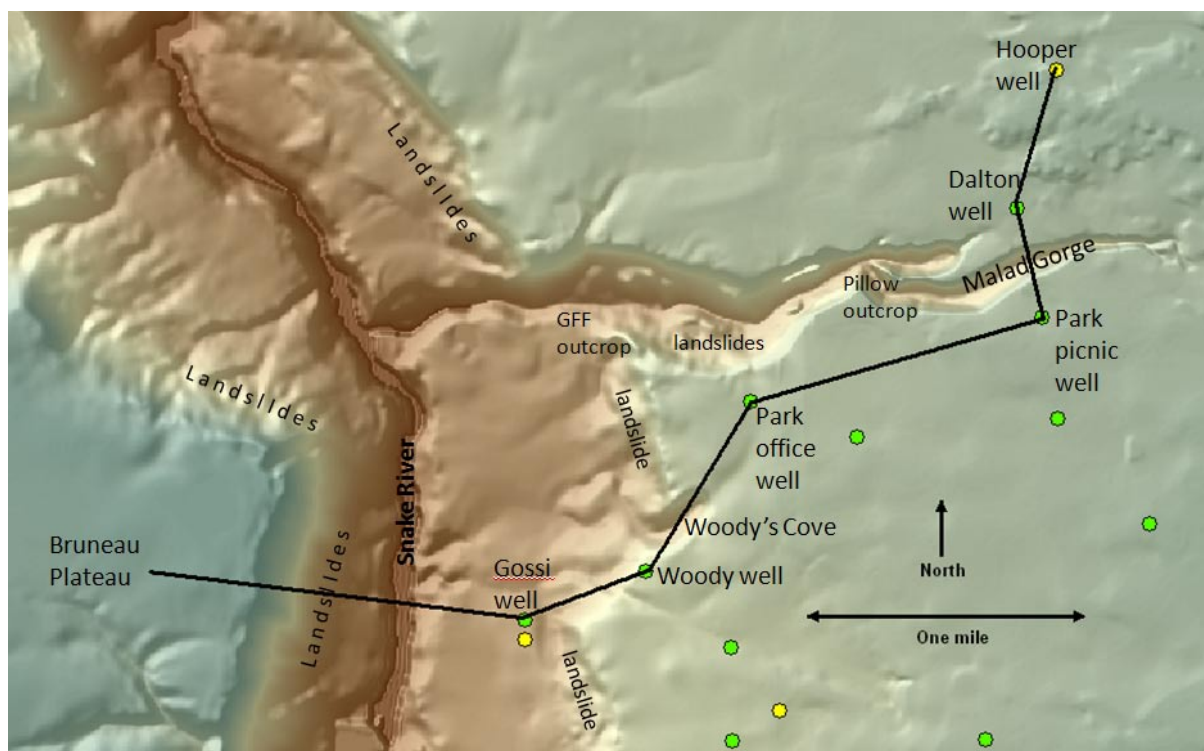 Hooper
well
Landslides
Dalton
well
Malad Gorge
Pillow
outcrop
GFF
outcrop
landslides
Park
picnic
well
Landslides
landslide
Park
office
well
Snake River
Woody's Cove
Bruneau
Plateau
Landslides
Gossi
well
Woody well
North
One mile
landslide